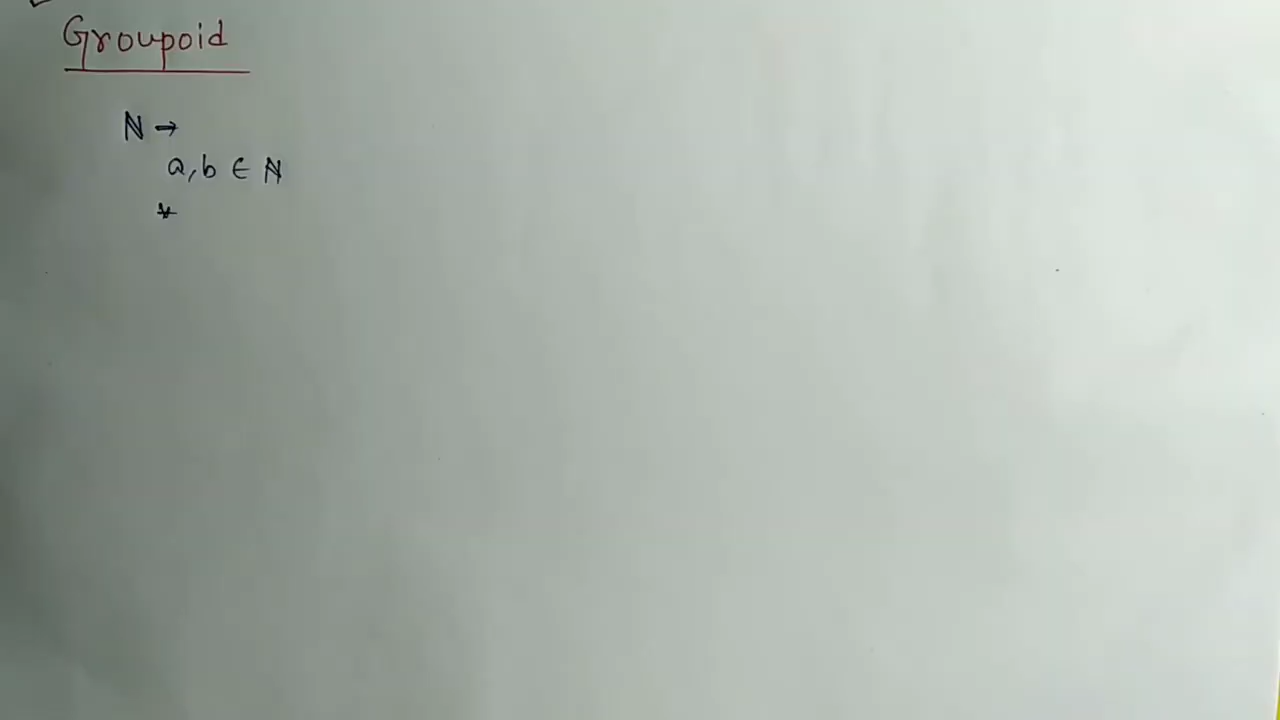 Groupoid
ℕ →
a, b ∈ ℕ
*